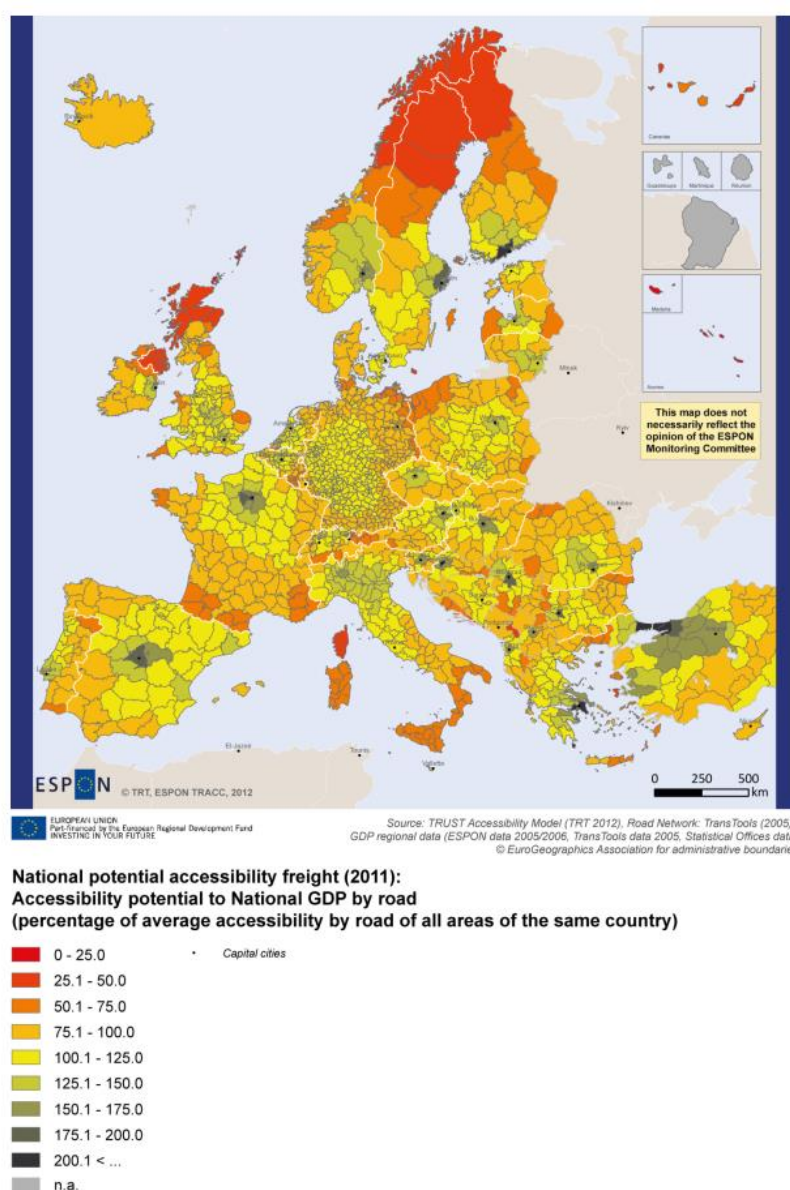 Reykjavik
Canarias
Guadeloupe
Martinique
Réunion
Madeira
Minsk
This map does not
necessarily reflect the
opinion of the ESPON
Monitoring Committee
Kyiv
Kishinev
El-Jazair
Tounis
Valletta
ESPON
© TRT, ESPON TRACC, 2012
0 250 500
km
EUROPEAN UNION
Part-financed by the European Regional Development Fund
INVESTING IN YOUR FUTURE
Source: TRUST Accessibility Model (TRT 2012). Road Network: TransTools (2005)
GDP regional data (ESPON data 2005/2006, TransTools data 2005, Statistical Offices data
© EuroGeographics Association for administrative boundarie
National potential accessibility freight (2011):
Accessibility potential to National GDP by road
(percentage of average accessibility by road of all areas of the same country)
0 - 25.0
25.1 - 50.0
50.1 - 75.0
75.1 - 100.0
100.1 - 125.0
125.1 - 150.0
150.1 - 175.0
175.1 - 200.0
200.1 < ...
n.a.
Capital cities